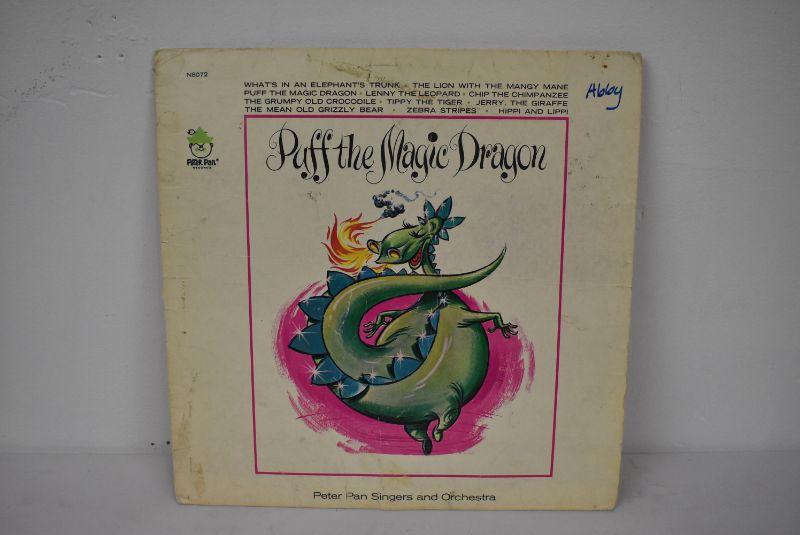 N8072
WHAT'S IN AN ELEPHANT'S TRUNK • THE LION WITH THE MANGY MANE
PUFF THE MAGIC DRAGON • LENNY THE LEOPARD • CHIP THE CHIMPANZEE
THE GRUMPY OLD CROCODILE • TIPPY THE TIGER • JERRY, THE GIRAFFE
THE MEAN OLD GRIZZLY BEAR • ZEBRA STRIPES • HIPPI AND LIPPI
Abby
PETER PAN
RECORDS
Puff the Magic Dragon
Peter Pan Singers and Orchestra